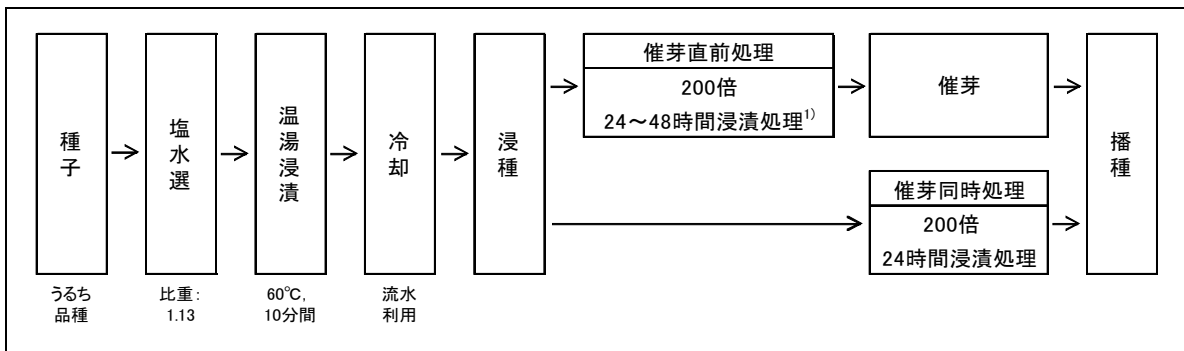 種子
塩水選
温湯浸漬
冷却
浸種
催芽直前処理
200倍
24～48時間浸漬処理1)
催芽
催芽同時処理
200倍
24時間浸漬処理
播種
うるち
品種
比重：
1.13
60℃，
10分間
流水
利用